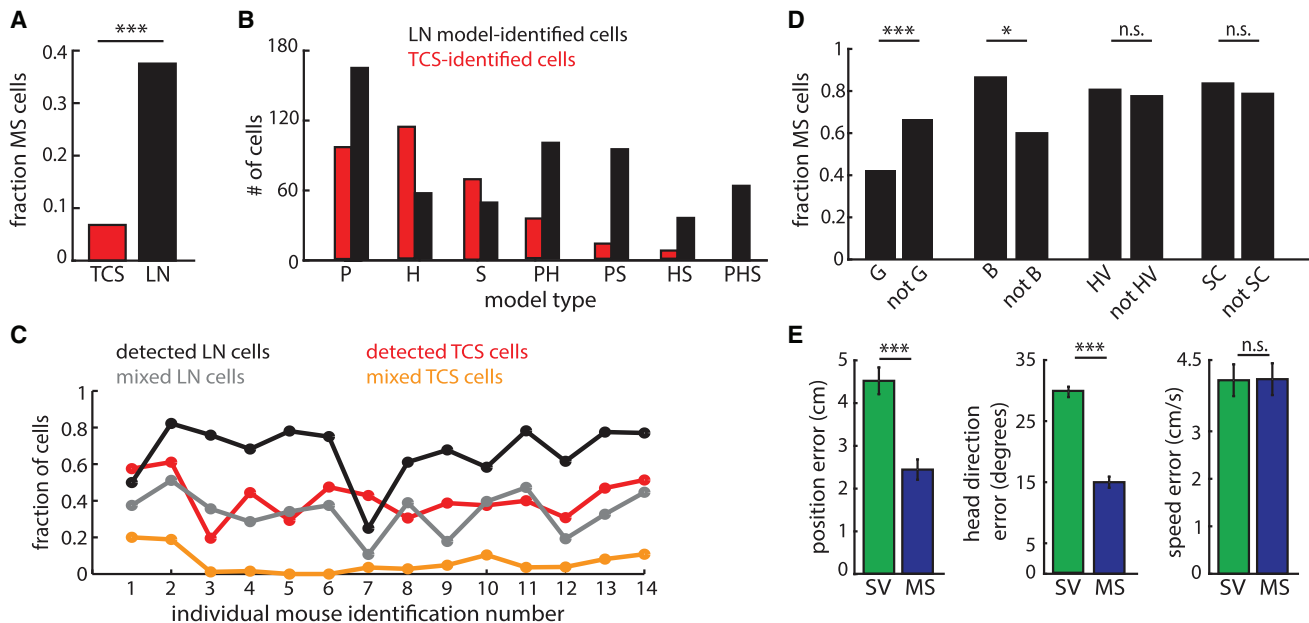 A
***
fraction MS cells
0.4
0.3
0.2
0.1
0
TCS
LN
B
LN model-identified cells
TCS-identified cells
# of cells
180
120
60
0
P
H
S
PH
PS
HS
PHS
model type
C
detected LN cells
mixed LN cells
detected TCS cells
mixed TCS cells
fraction of cells
1
0.8
0.6
0.4
0.2
0
1
2
3
4
5
6
7
8
9
10
11
12
13
14
individual mouse identification number
D
***
*
n.s.
n.s.
fraction MS cells
1
0.8
0.6
0.4
0.2
0
G
not G
B
not B
HV
not HV
SC
not SC
E
***
position error (cm)
5
4
3
2
1
0
SV
MS
***
head direction
error (degrees)
35
25
15
5
0
SV
MS
n.s.
speed error (cm/s)
4.5
3
2
1
0
SV
MS